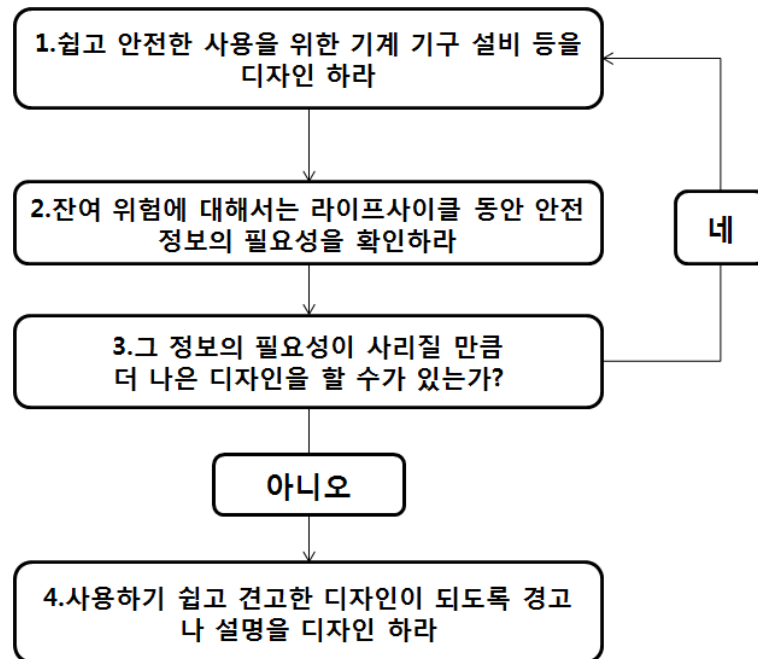 1.쉽고 안전한 사용을 위한 기계 기구 설비 등을
디자인 하라
2.잔여 위험에 대해서는 라이프사이클 동안 안전
정보의 필요성을 확인하라
네
3.그 정보의 필요성이 사리질 만큼
더 나은 디자인을 할 수가 있는가?
아니오
4.사용하기 쉽고 견고한 디자인이 되도록 경고
나 설명을 디자인 하라